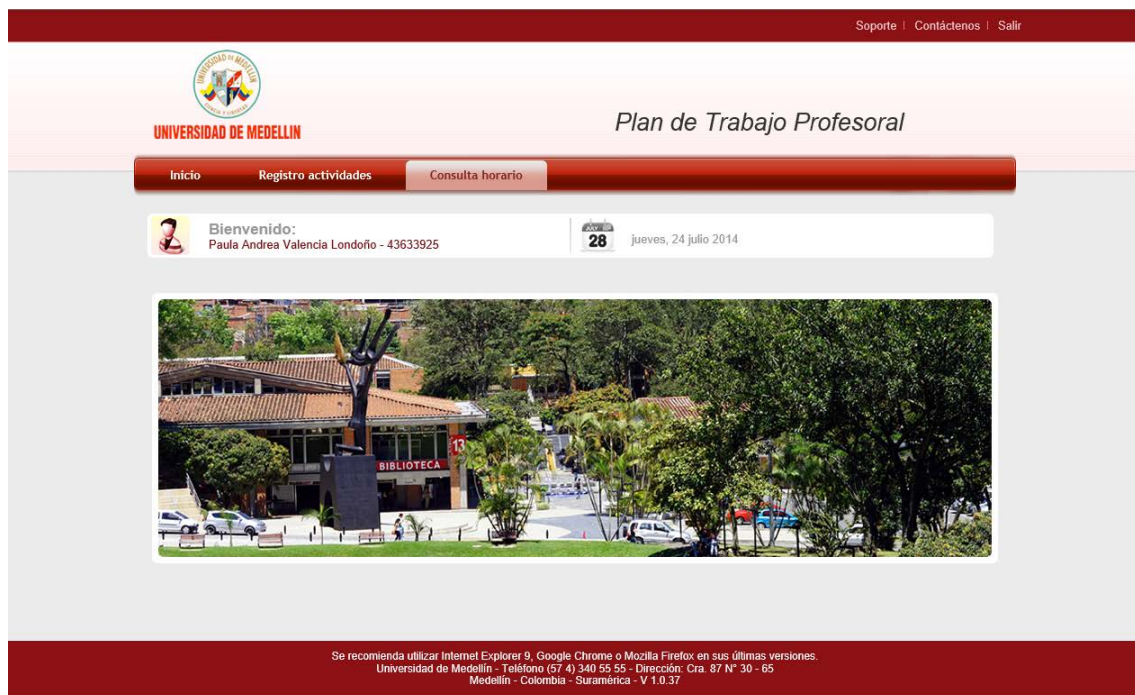 Soporte | Contáctenos | Salir
UNIVERSIDAD DE MEDELLIN
Plan de Trabajo Profesoral
Inicio Registro actividades Consulta horario
Bienvenido:
Paula Andrea Valencia Londoño - 43633925
JULY
28
jueves, 24 julio 2014
13
BIBLIOTECA
Se recomienda utilizar Internet Explorer 9, Google Chrome o Mozilla Firefox en sus últimas versiones.
Universidad de Medellín - Teléfono (57 4) 340 55 55 - Dirección: Cra. 87 N° 30 - 65
Medellín - Colombia - Suramérica - V 1.0.37